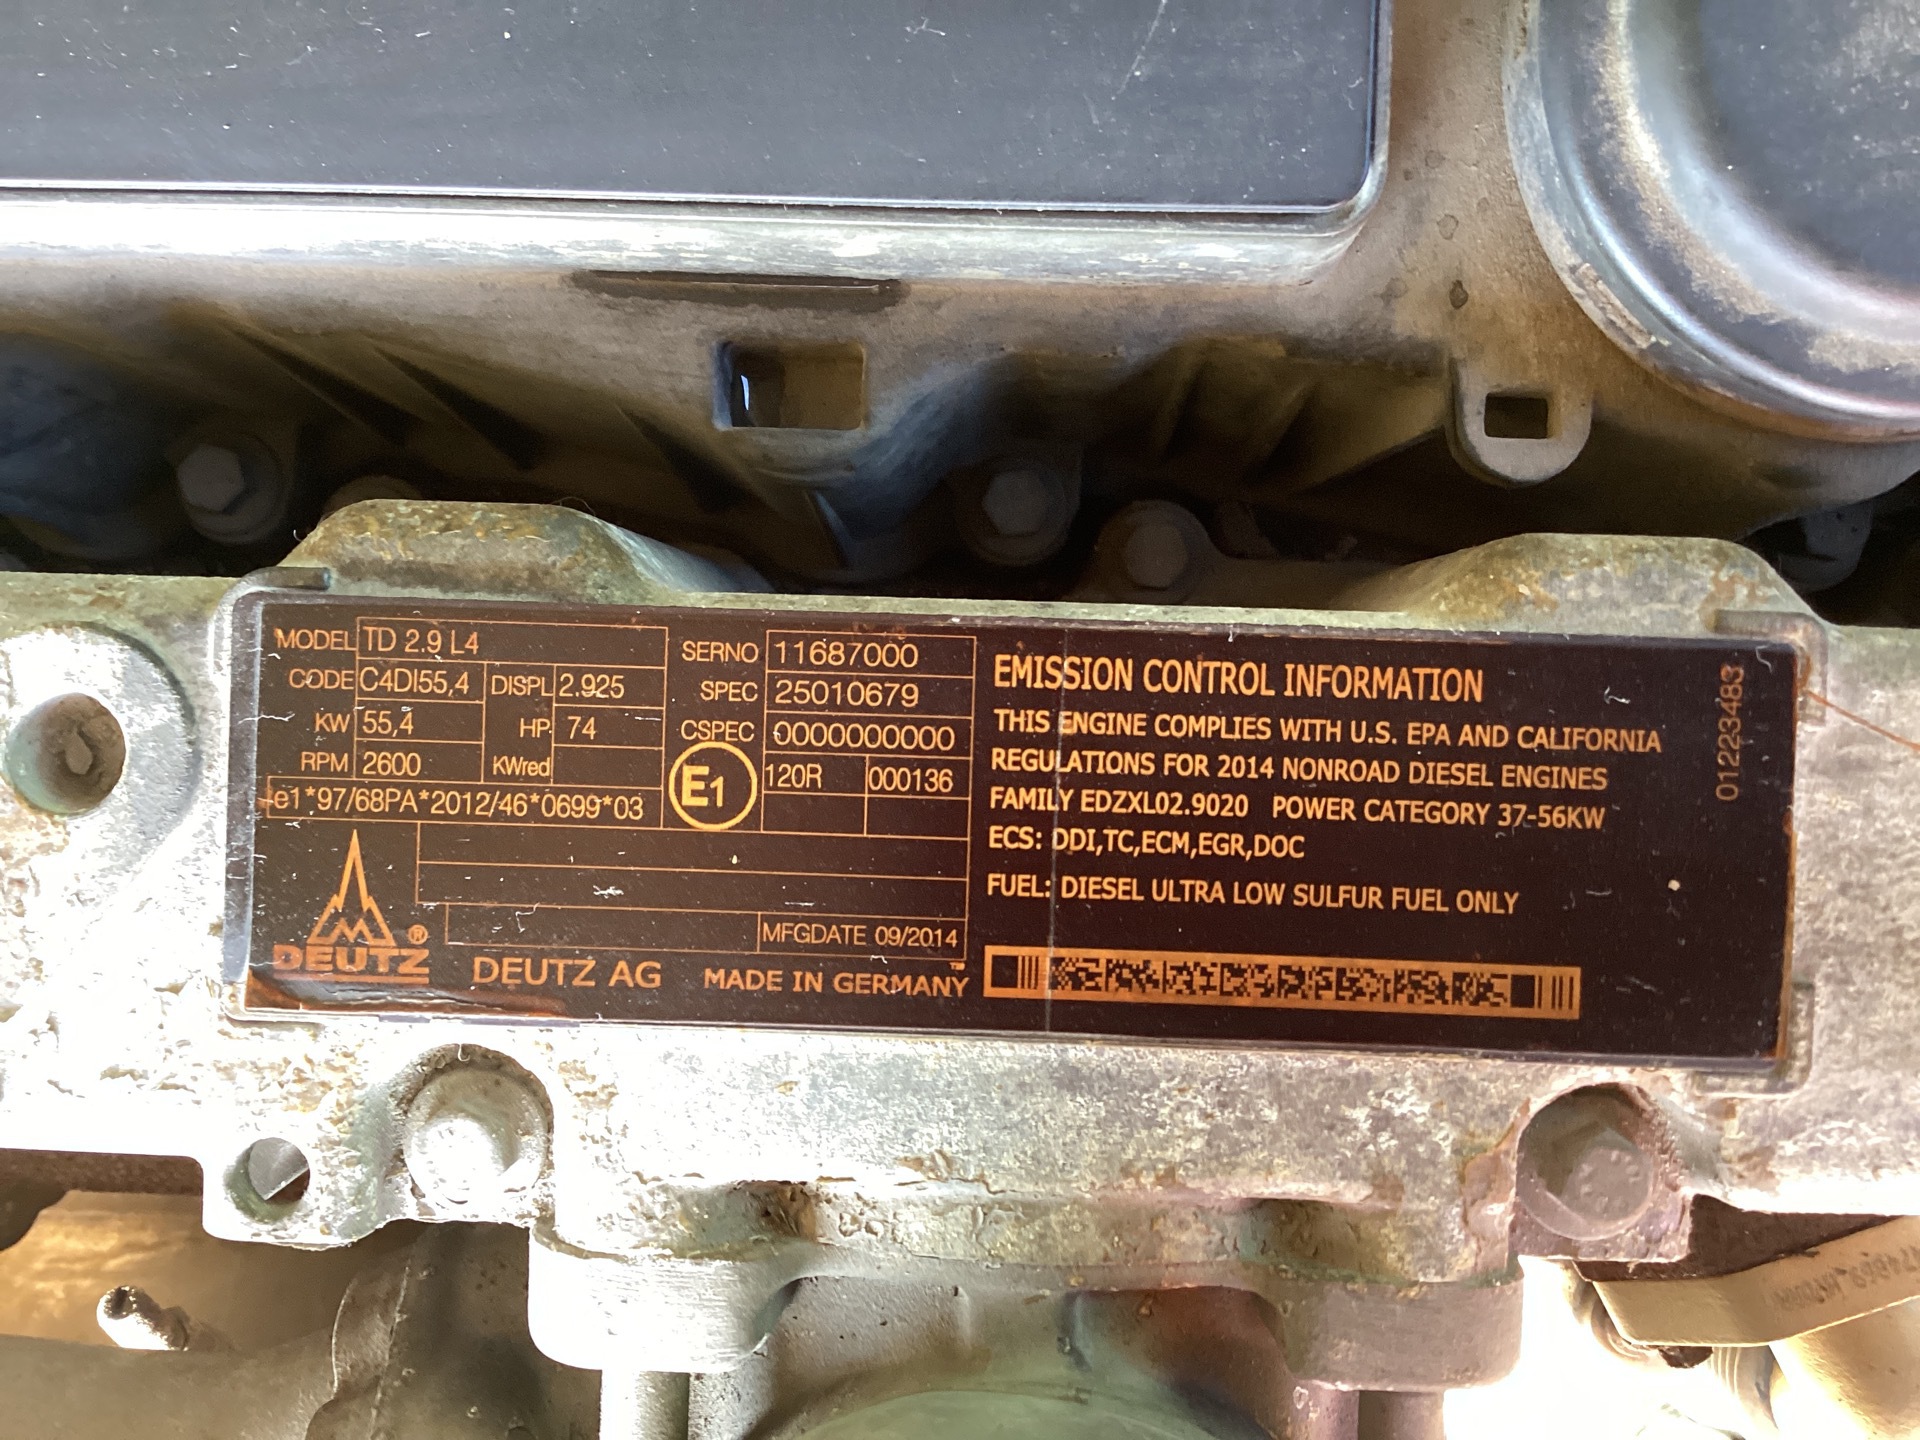 MODEL TD 2.9 L4
CODE C4DI55,4 DISPL 2.925
KW 55,4 HP 74
RPM 2600 KWred
e1*97/68PA*2012/46*0699*03
SERNO 11687000
SPEC 25010679
CSPEC 0000000000
E1 120R 000136
MFGDATE 09/2014
DEUTZ ®
DEUTZ AG MADE IN GERMANY
EMISSION CONTROL INFORMATION
THIS ENGINE COMPLIES WITH U.S. EPA AND CALIFORNIA
REGULATIONS FOR 2014 NONROAD DIESEL ENGINES
FAMILY EDZXL02.9020 POWER CATEGORY 37-56KW
ECS: DDI,TC,ECM,EGR,DOC
FUEL: DIESEL ULTRA LOW SULFUR FUEL ONLY
01223483